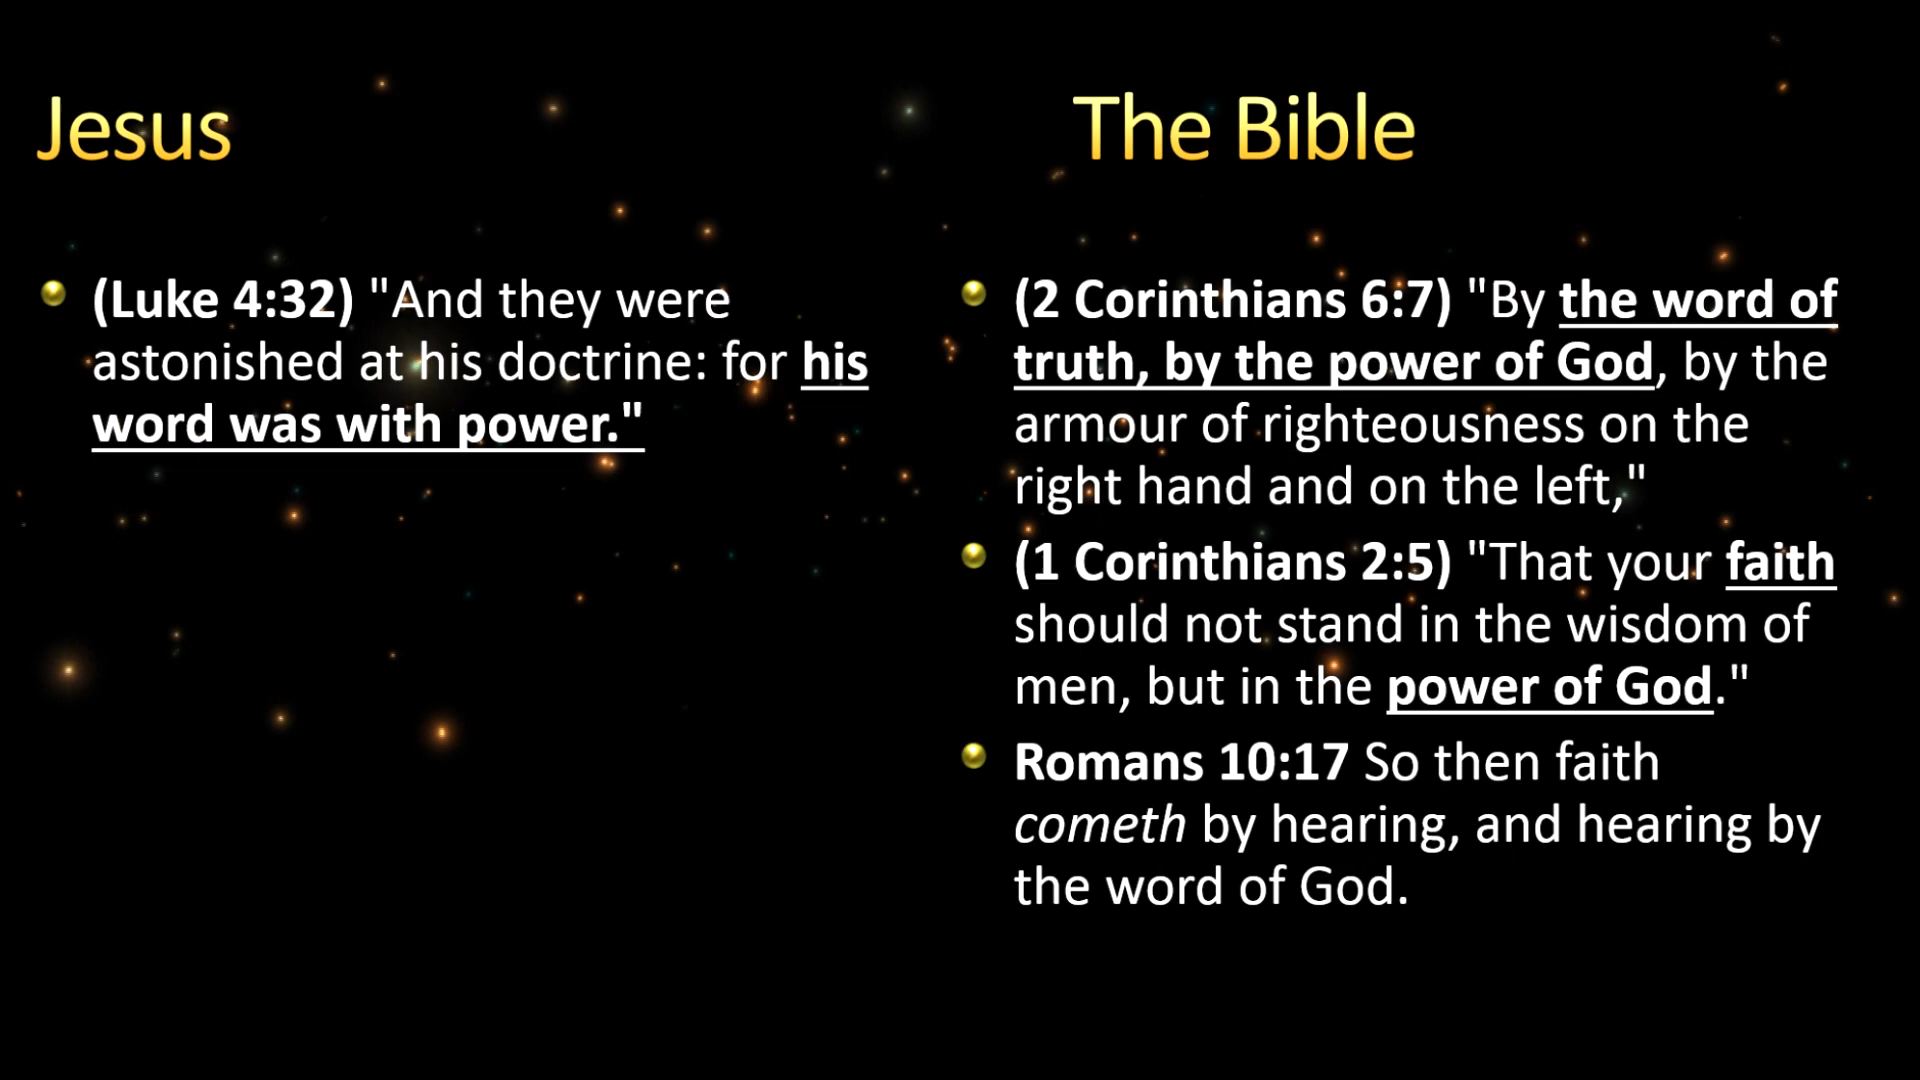 Jesus
(Luke 4:32) "And they were
astonished at his doctrine: for his
word was with power."
The Bible
(2 Corinthians 6:7) "By the word of
truth, by the power of God, by the
armour of righteousness on the
right hand and on the left,"
(1 Corinthians 2:5) "That your faith
should not stand in the wisdom of
men, but in the power of God."
Romans 10:17 So then faith
cometh by hearing, and hearing by
the word of God.